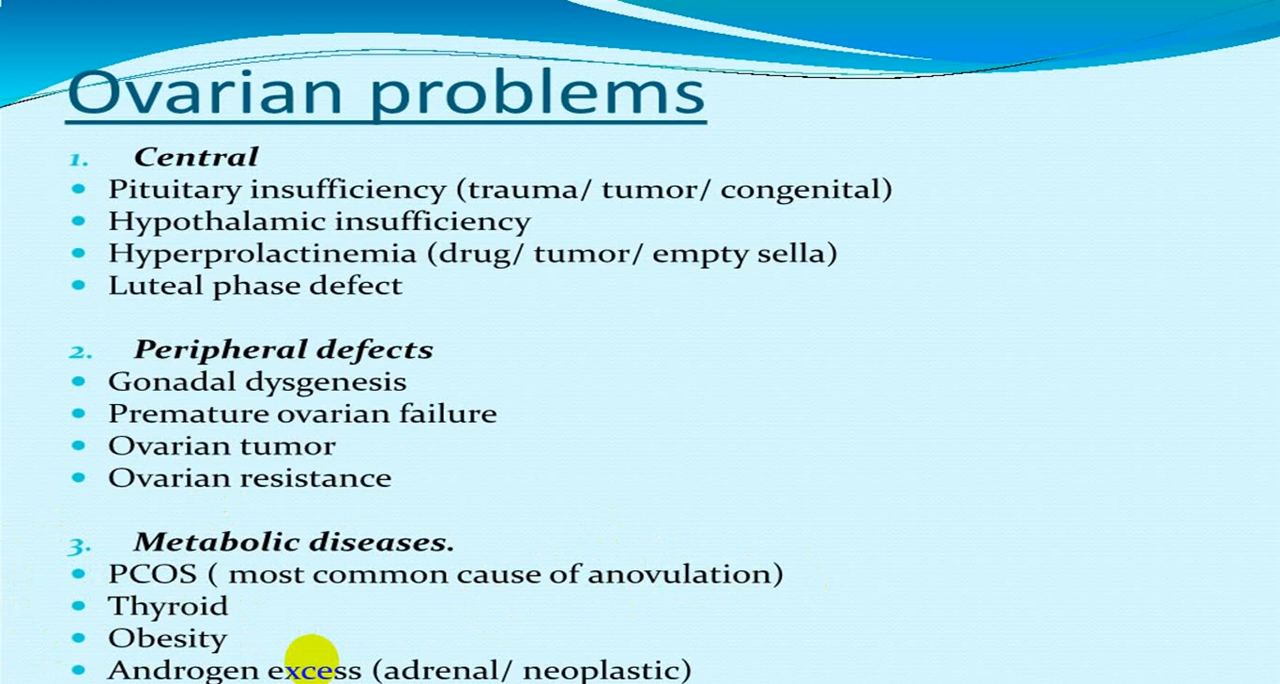 Ovarian problems
1. Central
• Pituitary insufficiency (trauma/ tumor/ congenital)
• Hypothalamic insufficiency
• Hyperprolactinemia (drug/ tumor/ empty sella)
• Luteal phase defect
2. Peripheral defects
• Gonadal dysgenesis
• Premature ovarian failure
• Ovarian tumor
• Ovarian resistance
3. Metabolic diseases.
• PCOS ( most common cause of anovulation)
• Thyroid
• Obesity
• Androgen excess (adrenal/ neoplastic)